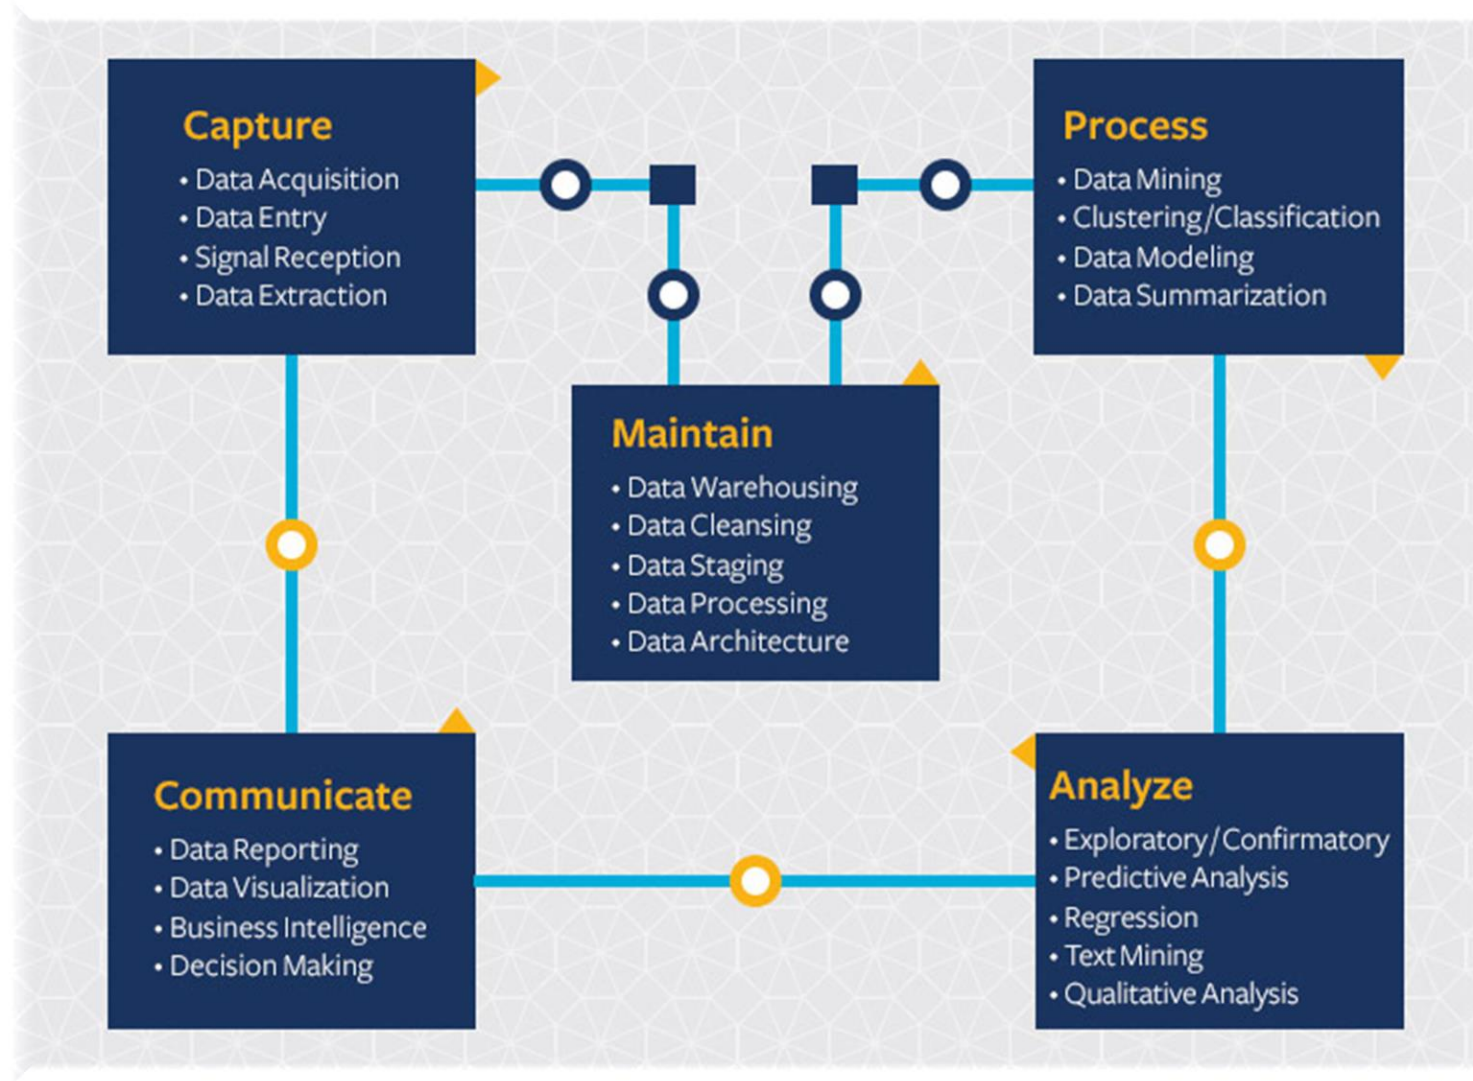 Capture
• Data Acquisition
• Data Entry
• Signal Reception
• Data Extraction
Process
• Data Mining
• Clustering/Classification
• Data Modeling
• Data Summarization
Maintain
• Data Warehousing
• Data Cleansing
• Data Staging
• Data Processing
• Data Architecture
Communicate
• Data Reporting
• Data Visualization
• Business Intelligence
• Decision Making
Analyze
• Exploratory/Confirmatory
• Predictive Analysis
• Regression
• Text Mining
• Qualitative Analysis